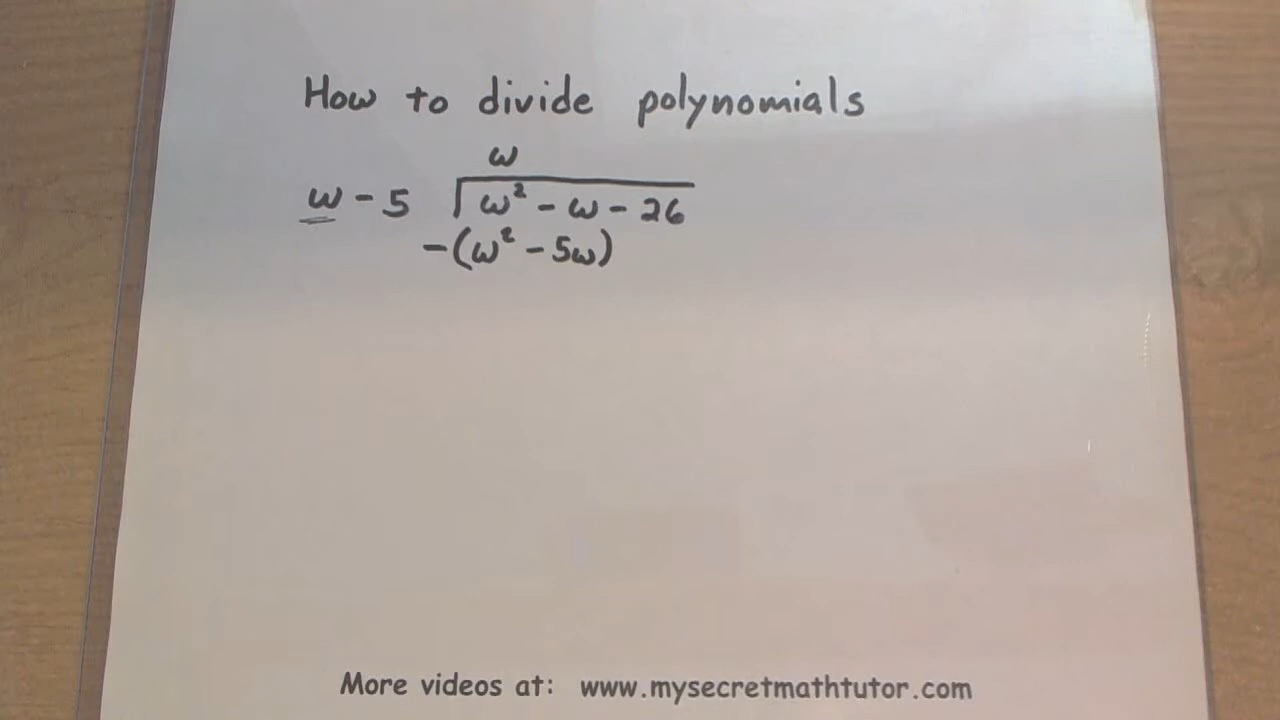 How to divide polynomials
w
w - 5 w² - w - 26
-(w² - 5w)
More videos at: www.mysecretmathtutor.com